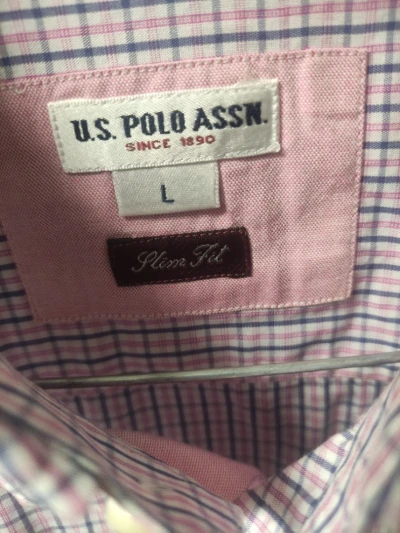 U.S. POLO ASSN.
SINCE 1890
L
Slim Fit